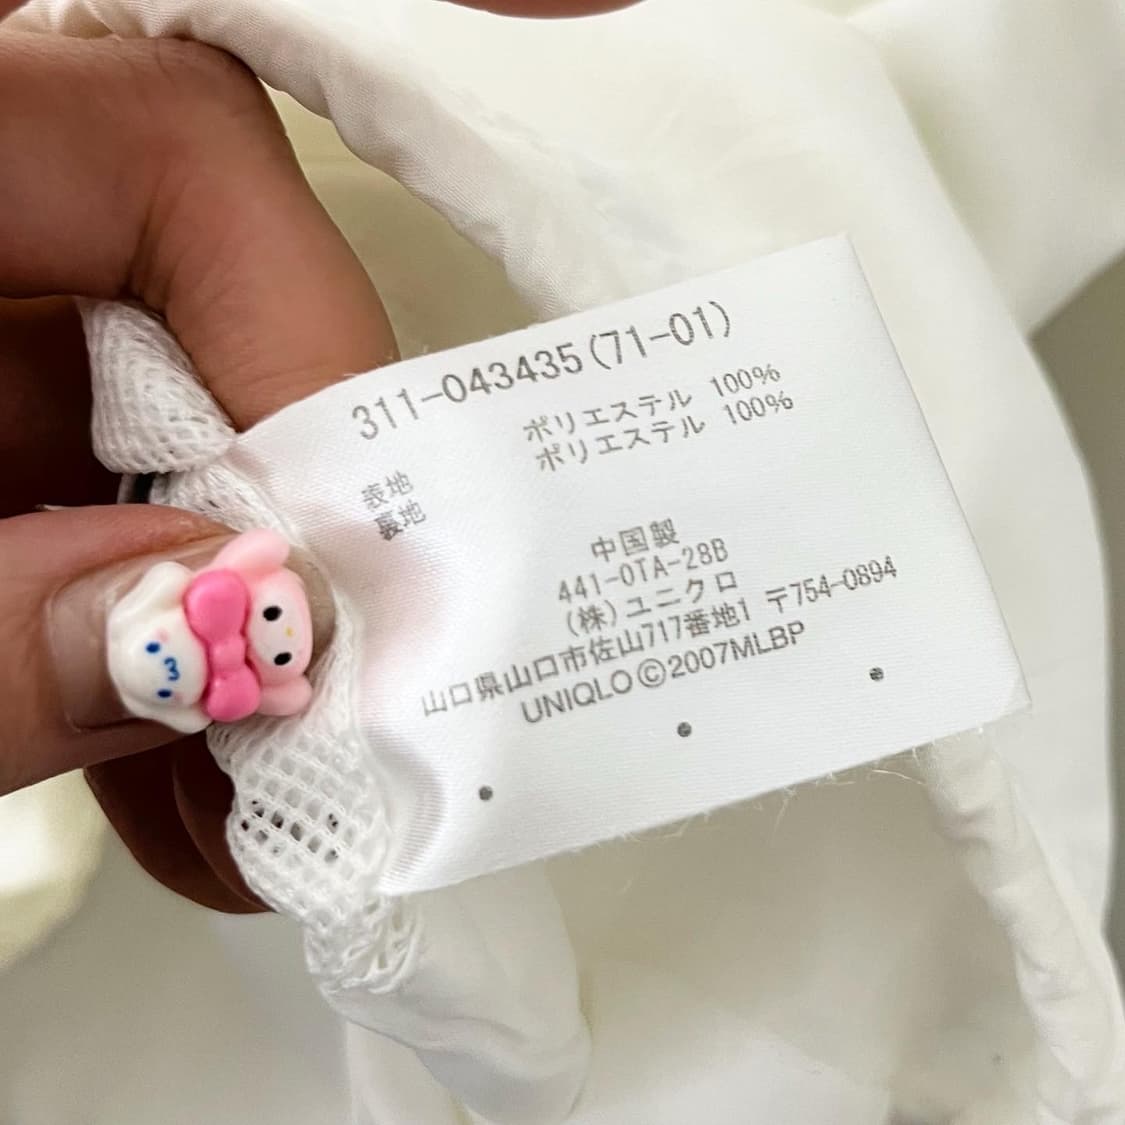 311-043435(71-01)
表地 ポリエステル 100%
裏地 ポリエステル 100%
中国製
441-OTA-28B
(株)ユニクロ
山口県山口市佐山717番地1 〒754-0894
UNIQLO©2007MLBP